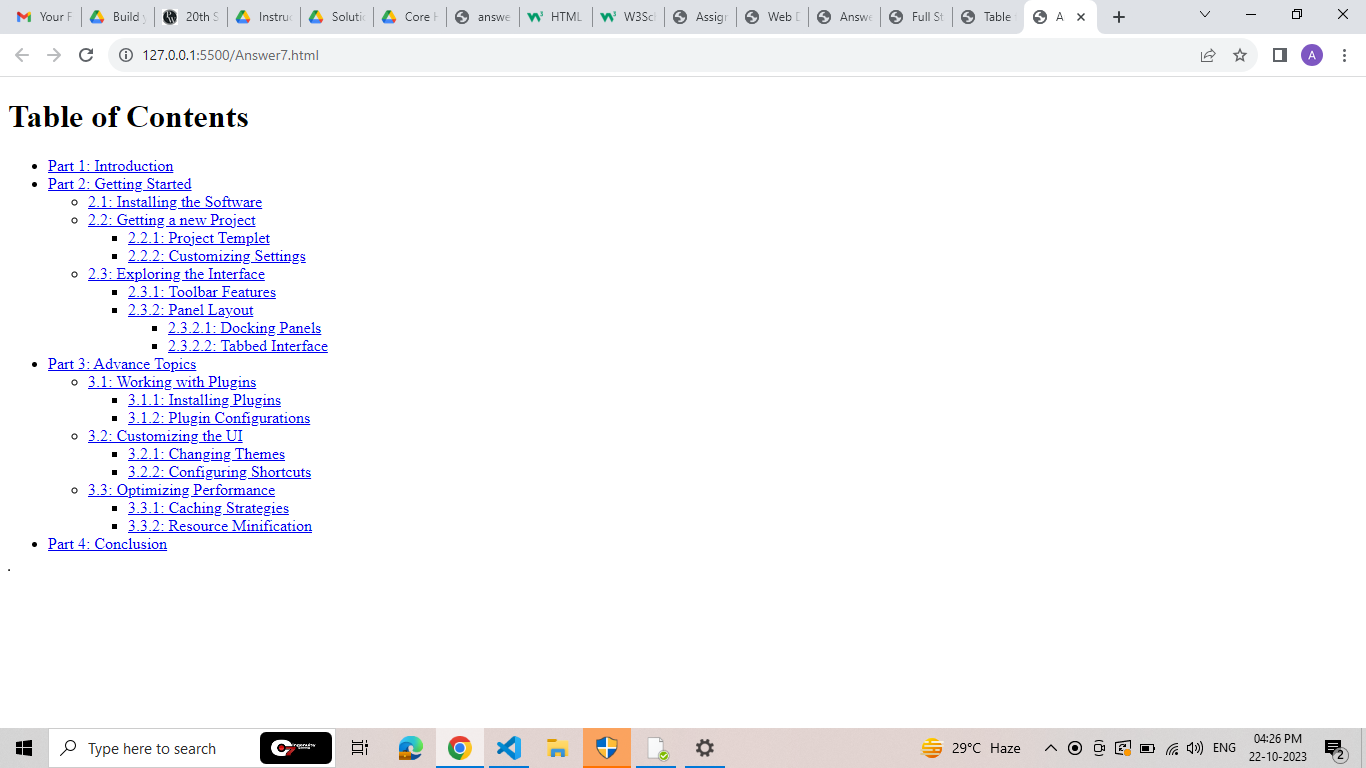 Your F
Build y
20th S
Instruc
Solutio
Core H
answe
HTML
W3Sc
Assign
Web D
Answe
Full St
Table
A
127.0.0.1:5500/Answer7.html
A
Table of Contents
Part 1: Introduction
Part 2: Getting Started
2.1: Installing the Software
2.2: Getting a new Project
2.2.1: Project Templet
2.2.2: Customizing Settings
2.3: Exploring the Interface
2.3.1: Toolbar Features
2.3.2: Panel Layout
2.3.2.1: Docking Panels
2.3.2.2: Tabbed Interface
Part 3: Advance Topics
3.1: Working with Plugins
3.1.1: Installing Plugins
3.1.2: Plugin Configurations
3.2: Customizing the UI
3.2.1: Changing Themes
3.2.2: Configuring Shortcuts
3.3: Optimizing Performance
3.3.1: Caching Strategies
3.3.2: Resource Minification
Part 4: Conclusion
.
Type here to search
29°C Haze
ENG
04:26 PM
22-10-2023
2